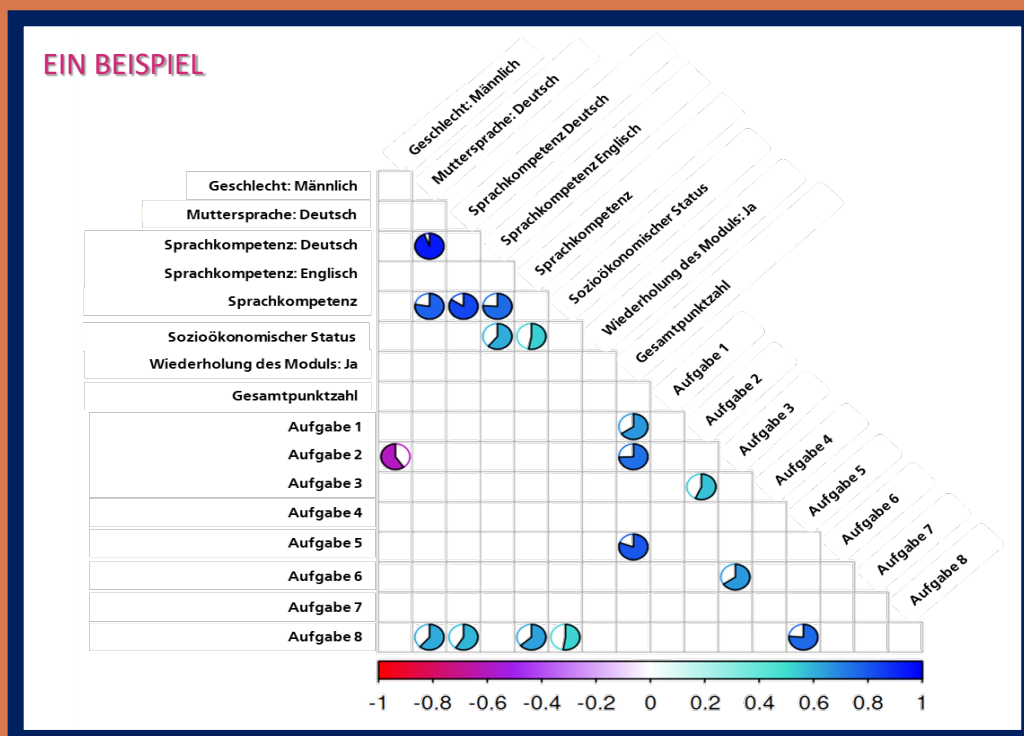 EIN BEISPIEL
Geschlecht: Männlich
Muttersprache: Deutsch
Sprachkompetenz Deutsch
Sprachkompetenz Englisch
Sprachkompetenz
Sozioökonomischer Status
Wiederholung des Moduls: Ja
Gesamtpunktzahl
Aufgabe 1
Aufgabe 2
Aufgabe 3
Aufgabe 4
Aufgabe 5
Aufgabe 6
Aufgabe 7
Aufgabe 8
Geschlecht: Männlich
Muttersprache: Deutsch
Sprachkompetenz: Deutsch
Sprachkompetenz: Englisch
Sprachkompetenz
Sozioökonomischer Status
Wiederholung des Moduls: Ja
Gesamtpunktzahl
Aufgabe 1
Aufgabe 2
Aufgabe 3
Aufgabe 4
Aufgabe 5
Aufgabe 6
Aufgabe 7
Aufgabe 8
-1 -0.8 -0.6 -0.4 -0.2 0 0.2 0.4 0.6 0.8 1